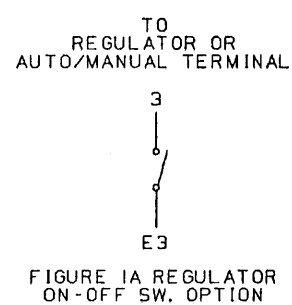 TO
REGULATOR OR
AUTO/MANUAL TERMINAL
3
E3
FIGURE 1A REGULATOR
ON-OFF SW. OPTION